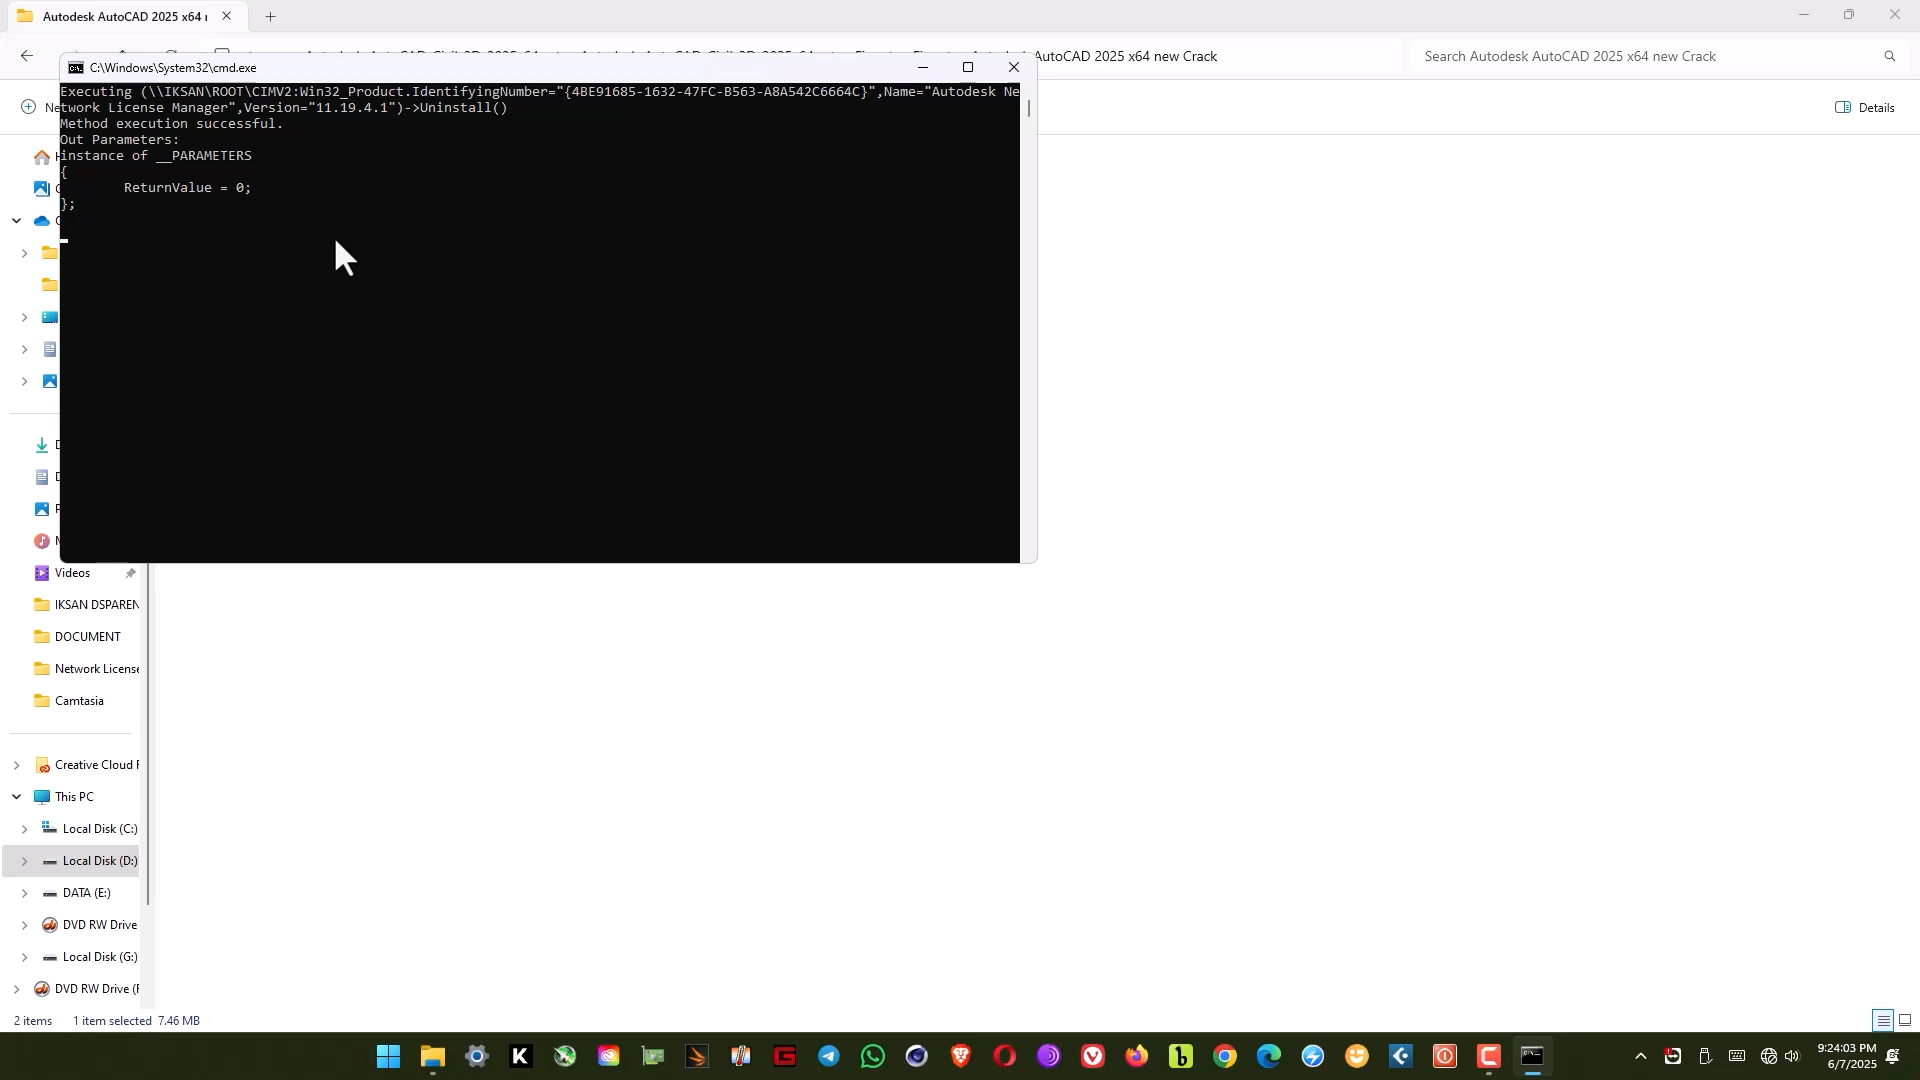 Autodesk AutoCAD 2025 x64
AutoCAD 2025 x64 new Crack
Search Autodesk AutoCAD 2025 x64 new Crack
C:\Windows\System32\cmd.exe
Details
Executing (\\IKSAN\ROOT\CIMV2:Win32_Product.IdentifyingNumber="{4BE91685-1632-47FC-B563-A8A542C6664C}",Name="Autodesk Ne
twork License Manager",Version="11.19.4.1")->Uninstall()
Method execution successful.
Out Parameters:
instance of __PARAMETERS
{
ReturnValue = 0;
};
Videos
IKSAN DSPAREN
DOCUMENT
Network License
Camtasia
Creative Cloud F
This PC
Local Disk (C:)
Local Disk (D:)
DATA (E:)
DVD RW Drive
Local Disk (G:)
DVD RW Drive (F
2 items 1 item selected 7.46 MB
9:24:03 PM
6/7/2025